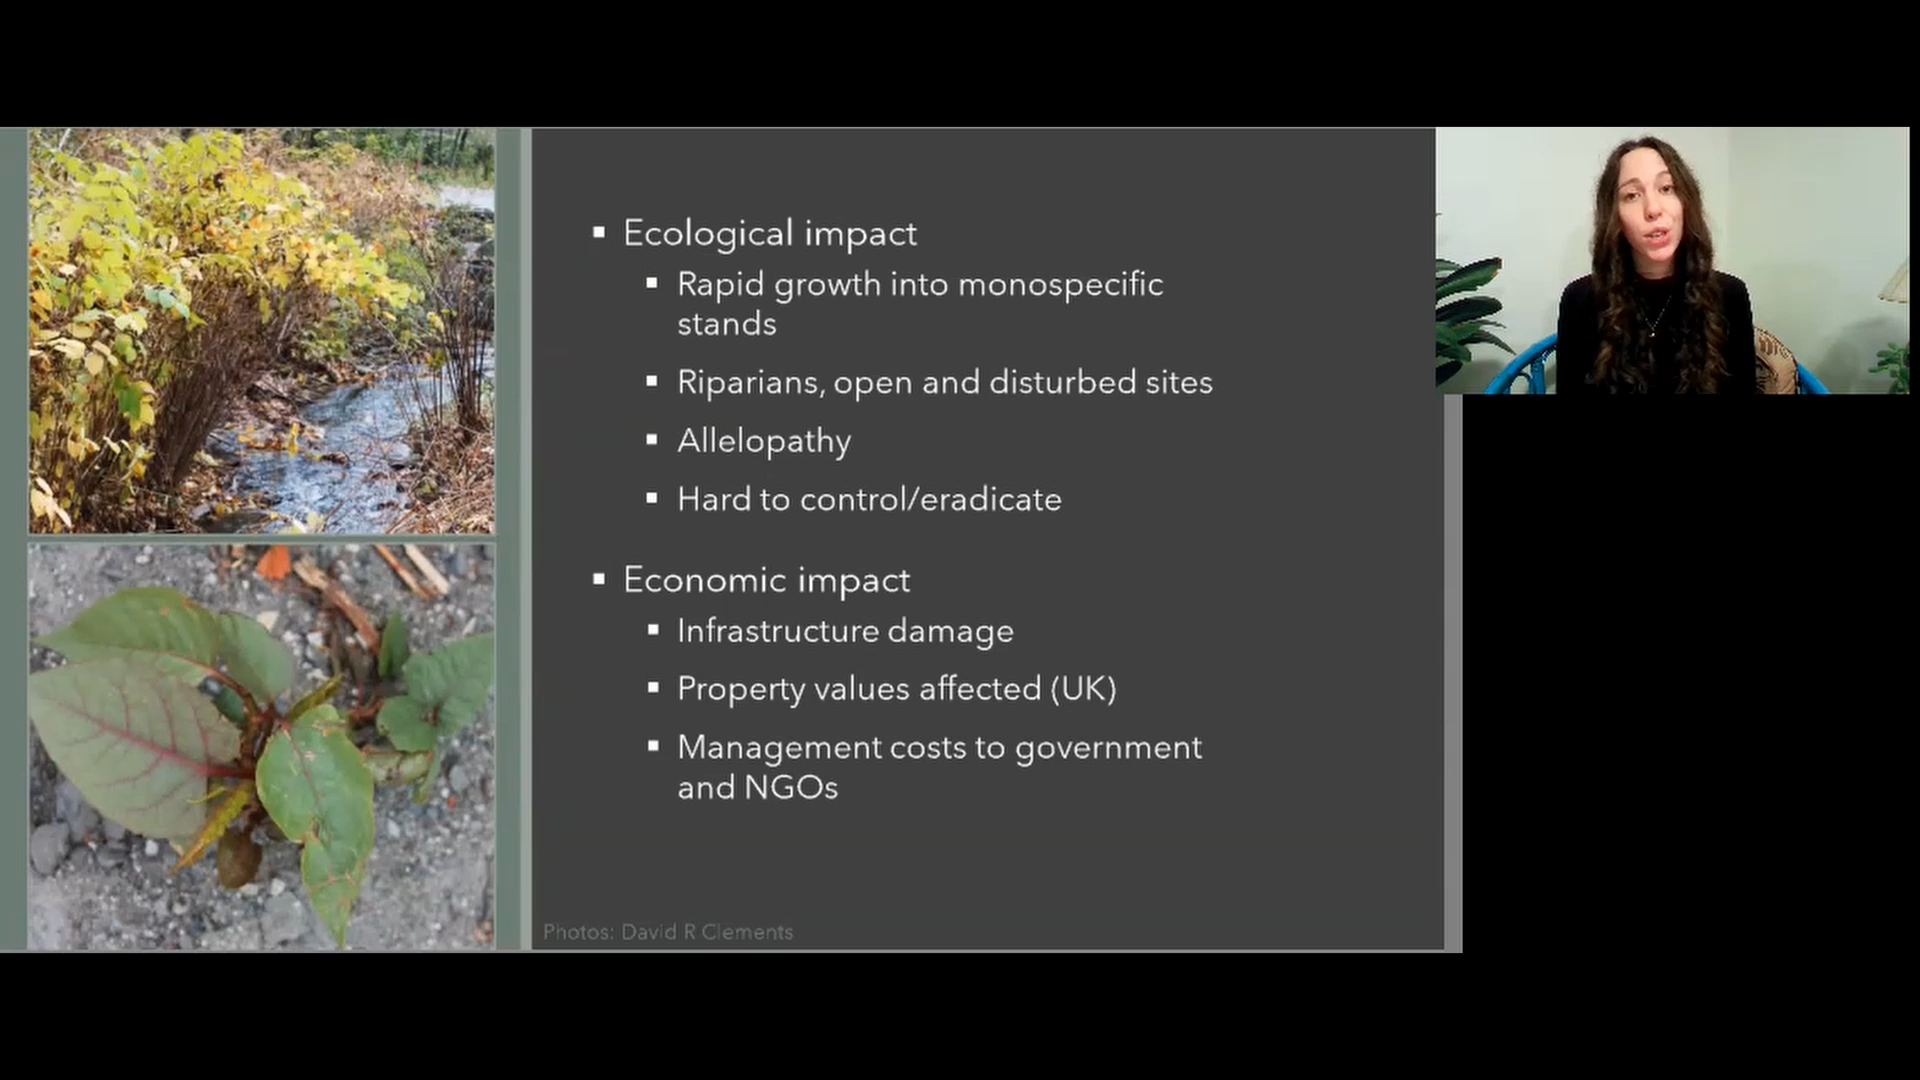 Ecological impact
Rapid growth into monospecific
stands
Riparians, open and disturbed sites
Allelopathy
Hard to control/eradicate
Economic impact
Infrastructure damage
Property values affected (UK)
Management costs to government
and NGOs
Photos: David R Clements